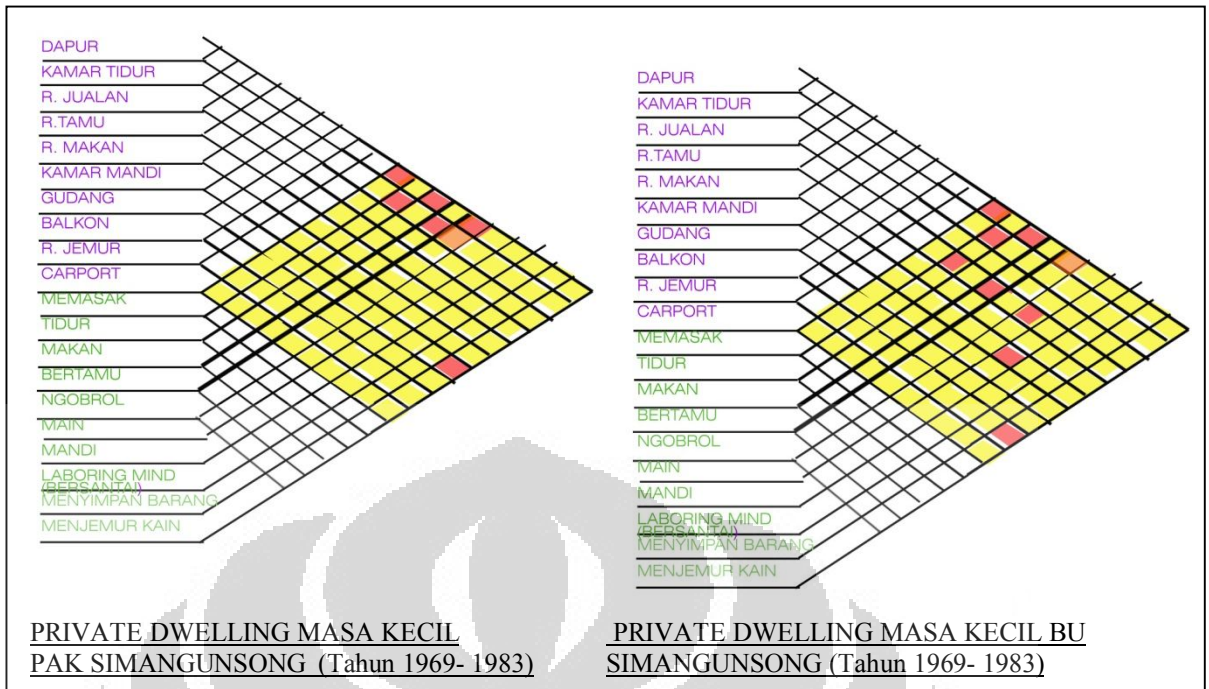 DAPUR
KAMAR TIDUR
R. JUALAN
R.TAMU
R. MAKAN
KAMAR MANDI
GUDANG
BALKON
R. JEMUR
CARPORT
MEMASAK
TIDUR
MAKAN
BERTAMU
NGOBROL
MAIN
MANDI
LABORING MIND
(BERSANTAI)
MENYIMPAN BARANG
MENJEMUR KAIN
PRIVATE DWELLING MASA KECIL
PAK SIMANGUNSONG (Tahun 1969- 1983)
DAPUR
KAMAR TIDUR
R. JUALAN
R.TAMU
R. MAKAN
KAMAR MANDI
GUDANG
BALKON
R. JEMUR
CARPORT
MEMASAK
TIDUR
MAKAN
BERTAMU
NGOBROL
MAIN
MANDI
LABORING MIND
(BERSANTAI)
MENYIMPAN BARANG
MENJEMUR KAIN
PRIVATE DWELLING MASA KECIL BU
SIMANGUNSONG (Tahun 1969- 1983)